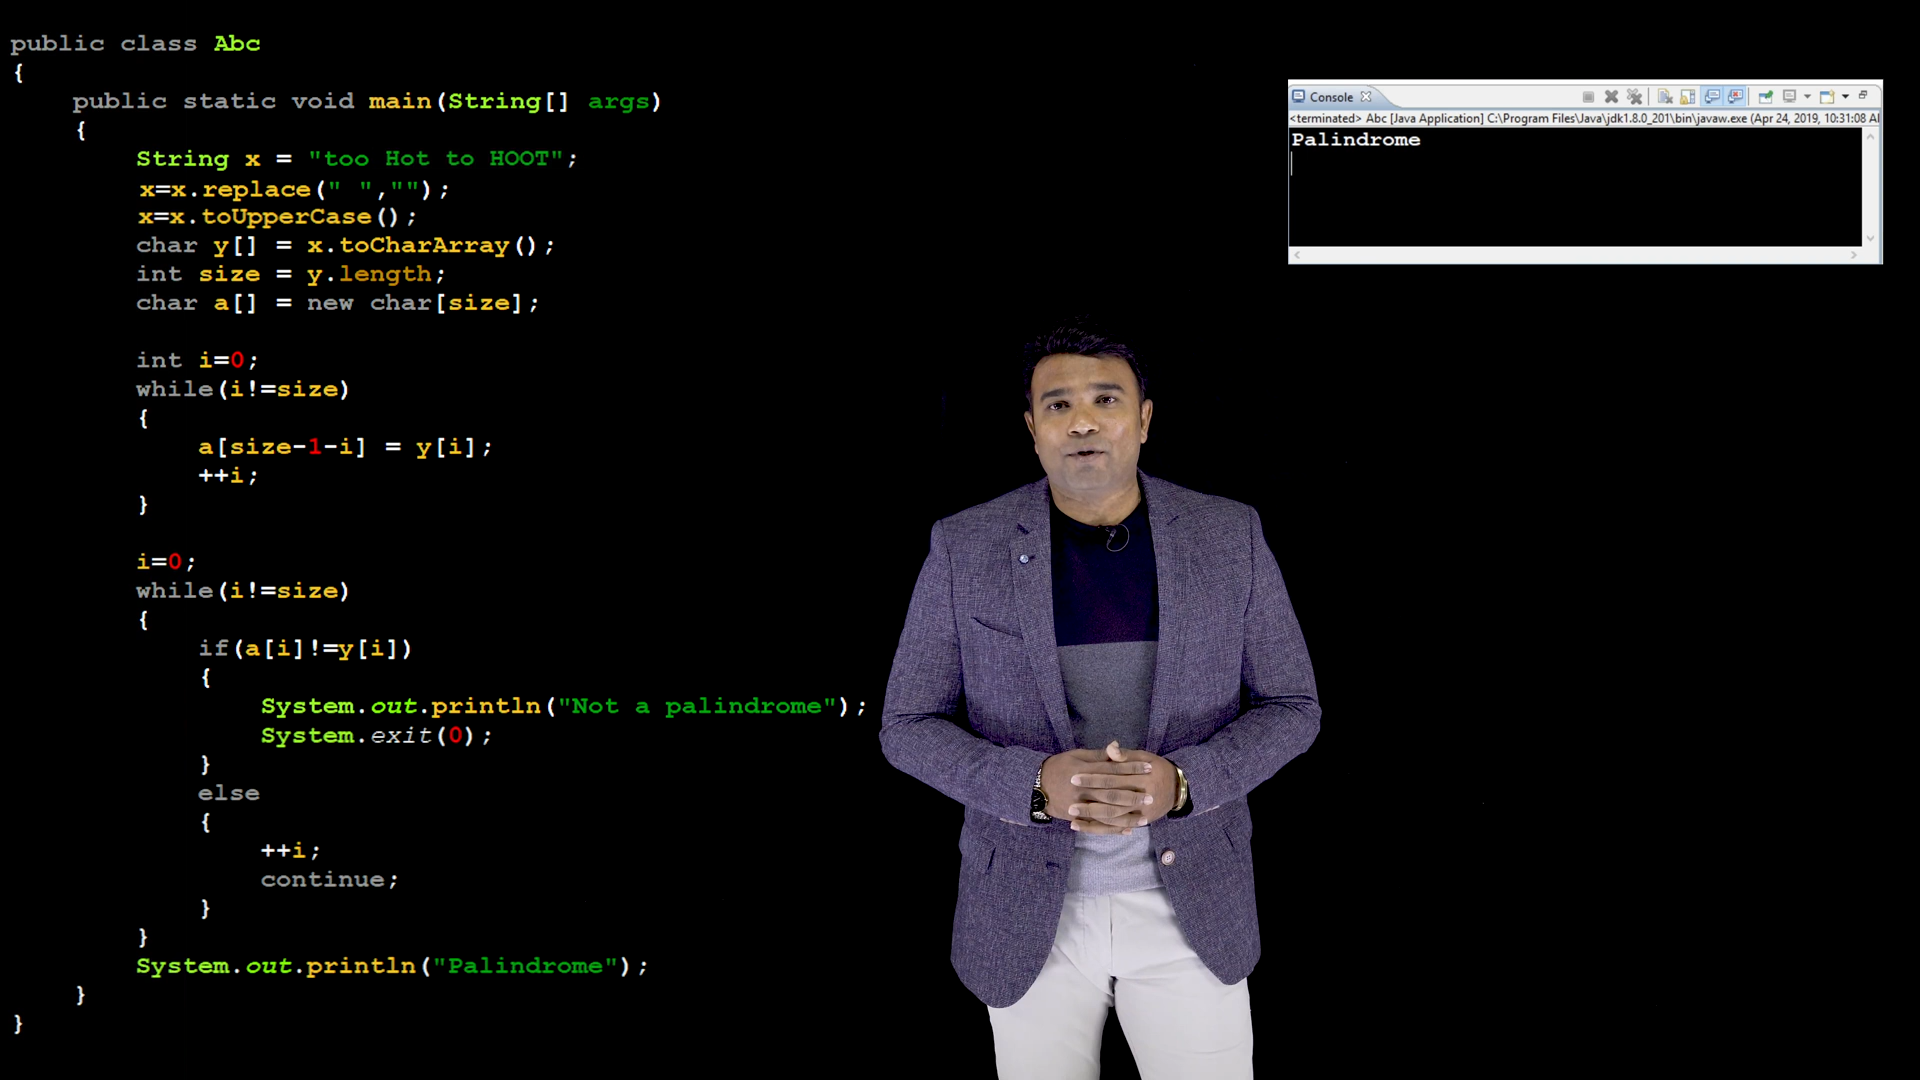 public class Abc
{
public static void main(String[] args)
{
String x = "too Hot to HOOT";
x=x.replace(" ","");
x=x.toUpperCase();
char y[] = x.toCharArray();
int size = y.length;
char a[] = new char[size];
int i=0;
while(i!=size)
{
a[size-1-i] = y[i];
++i;
}
i=0;
while(i!=size)
{
if(a[i]!=y[i])
{
System.out.println("Not a palindrome");
System.exit(0);
}
else
{
++i;
continue;
}
}
System.out.println("Palindrome");
}
}
Console
<terminated> Abc [Java Application] C:\Program Files\Java\jdk1.8.0_201\bin\javaw.exe (Apr 24, 2019, 10:31:08 A
Palindrome